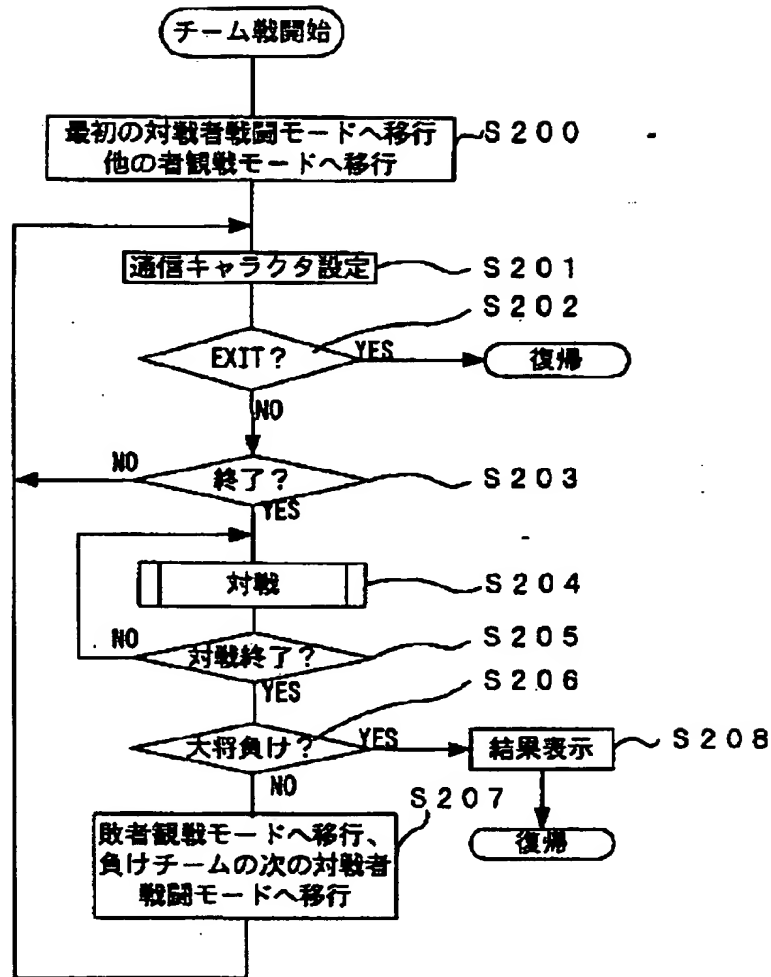 チーム戦開始
最初の対戦者戦闘モードへ移行
他の者観戦モードへ移行
S200
通信キャラクタ設定
S201
S202
EXIT?
YES
復帰
NO
NO
終了?
S203
YES
対戦
S204
NO
対戦終了?
S205
YES
S206
大将負け?
YES
結果表示
S208
NO
S207
敗者観戦モードへ移行、
負けチームの次の対戦者
戦闘モードへ移行
復帰